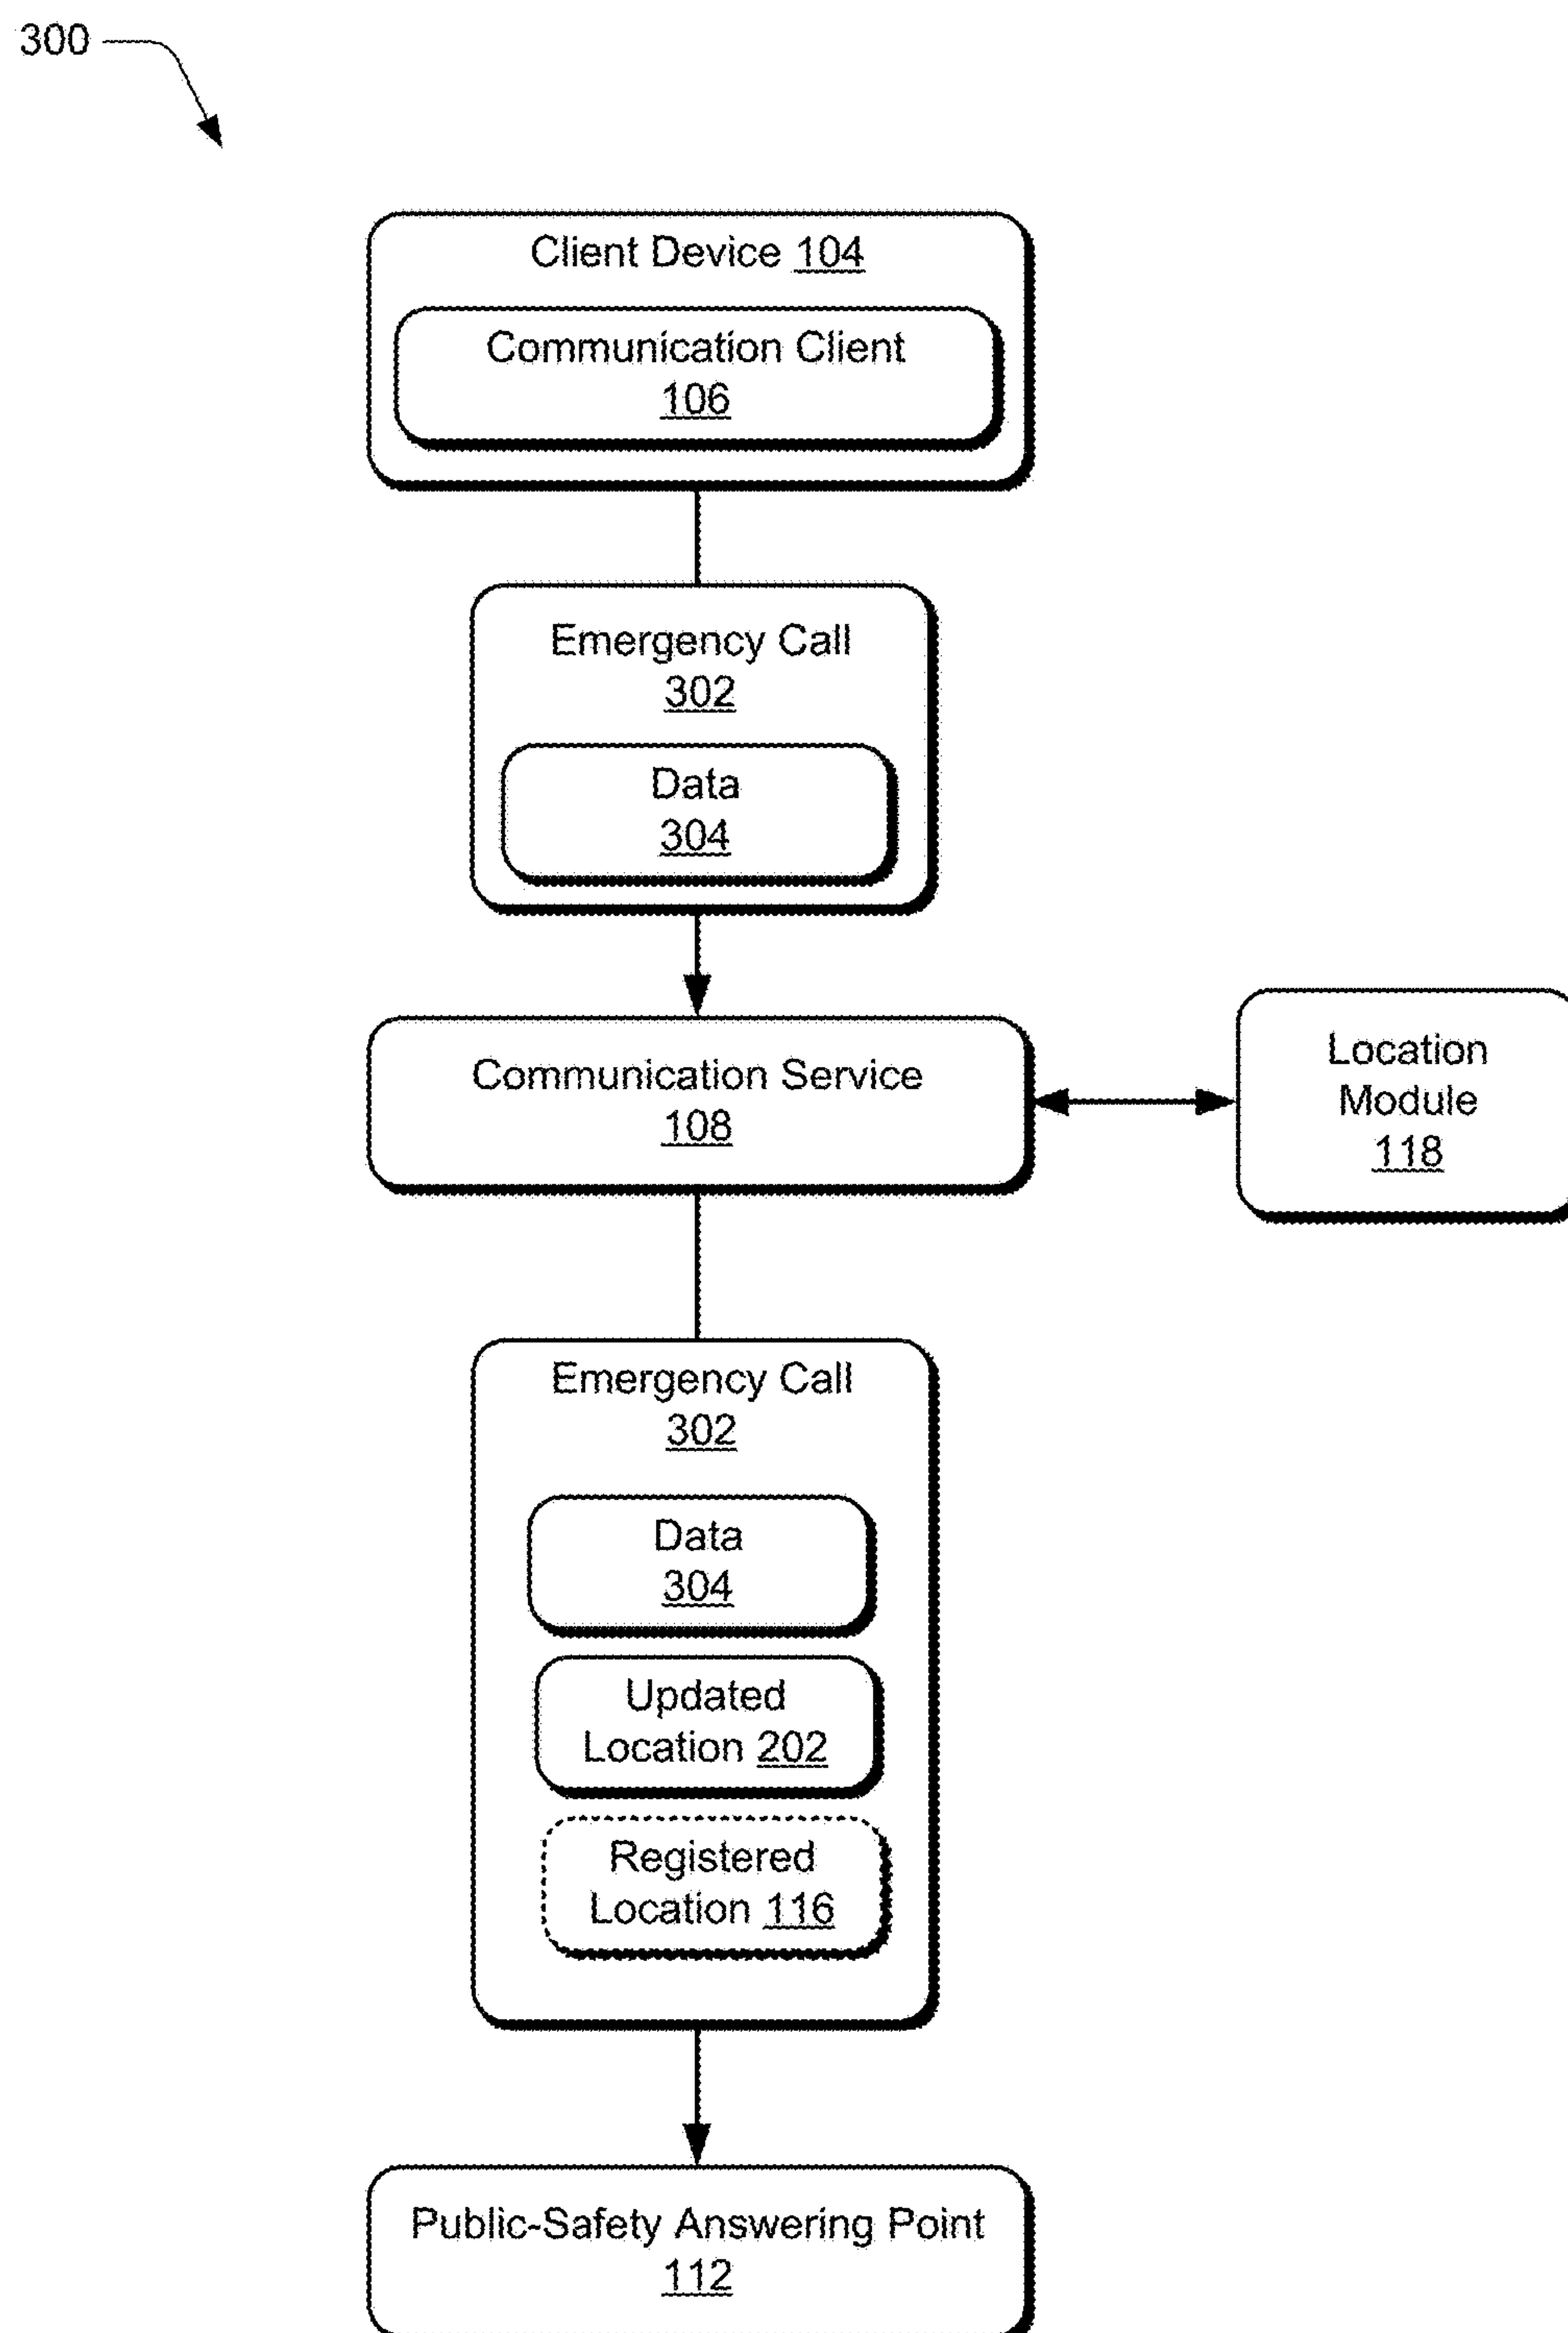 300
Client Device 104
Communication Client
106
Emergency Call
302
Data
304
Communication Service
108
Location
Module
118
Emergency Call
302
Data
304
Updated
Location 202
Registered
Location 116
Public-Safety Answering Point
112